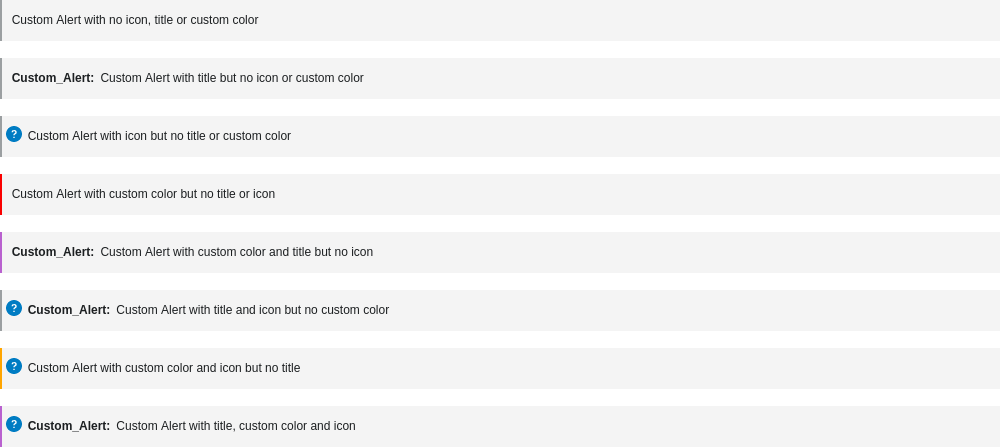 Custom Alert with no icon, title or custom color
Custom_Alert: Custom Alert with title but no icon or custom color
? Custom Alert with icon but no title or custom color
Custom Alert with custom color but no title or icon
Custom_Alert: Custom Alert with custom color and title but no icon
? Custom_Alert: Custom Alert with title and icon but no custom color
? Custom Alert with custom color and icon but no title
? Custom_Alert: Custom Alert with title, custom color and icon